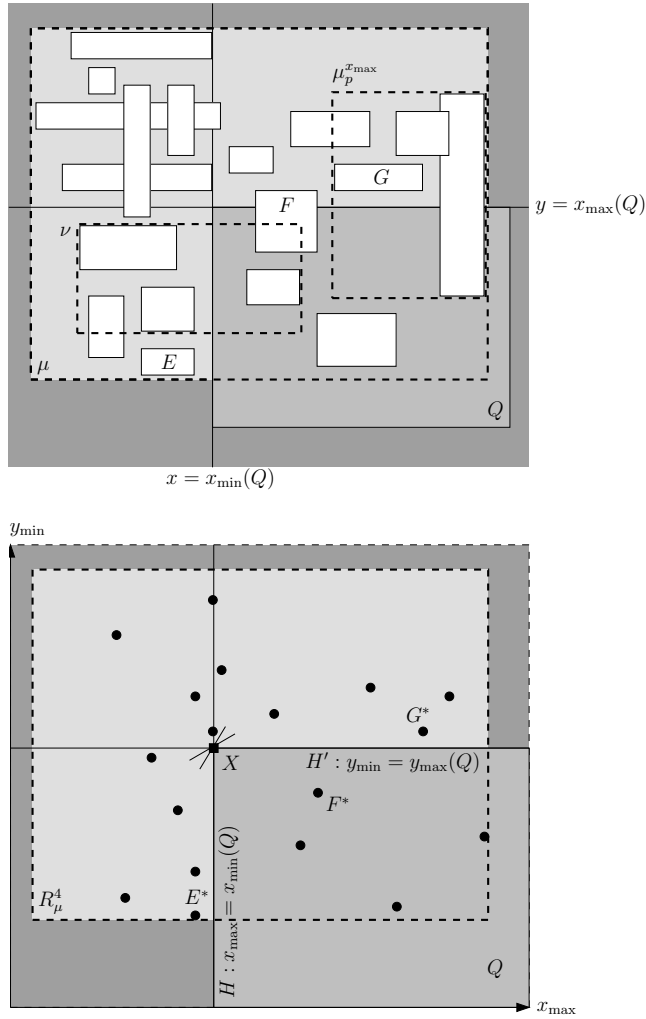 μ_p^{x_max}
G
F
y = x_max(Q)
ν
E
μ
Q
x = x_min(Q)
y_min
G*
X
H′ : y_min = y_max(Q)
F*
H : x_max = x_min(Q)
R_μ^4
E*
Q
x_max